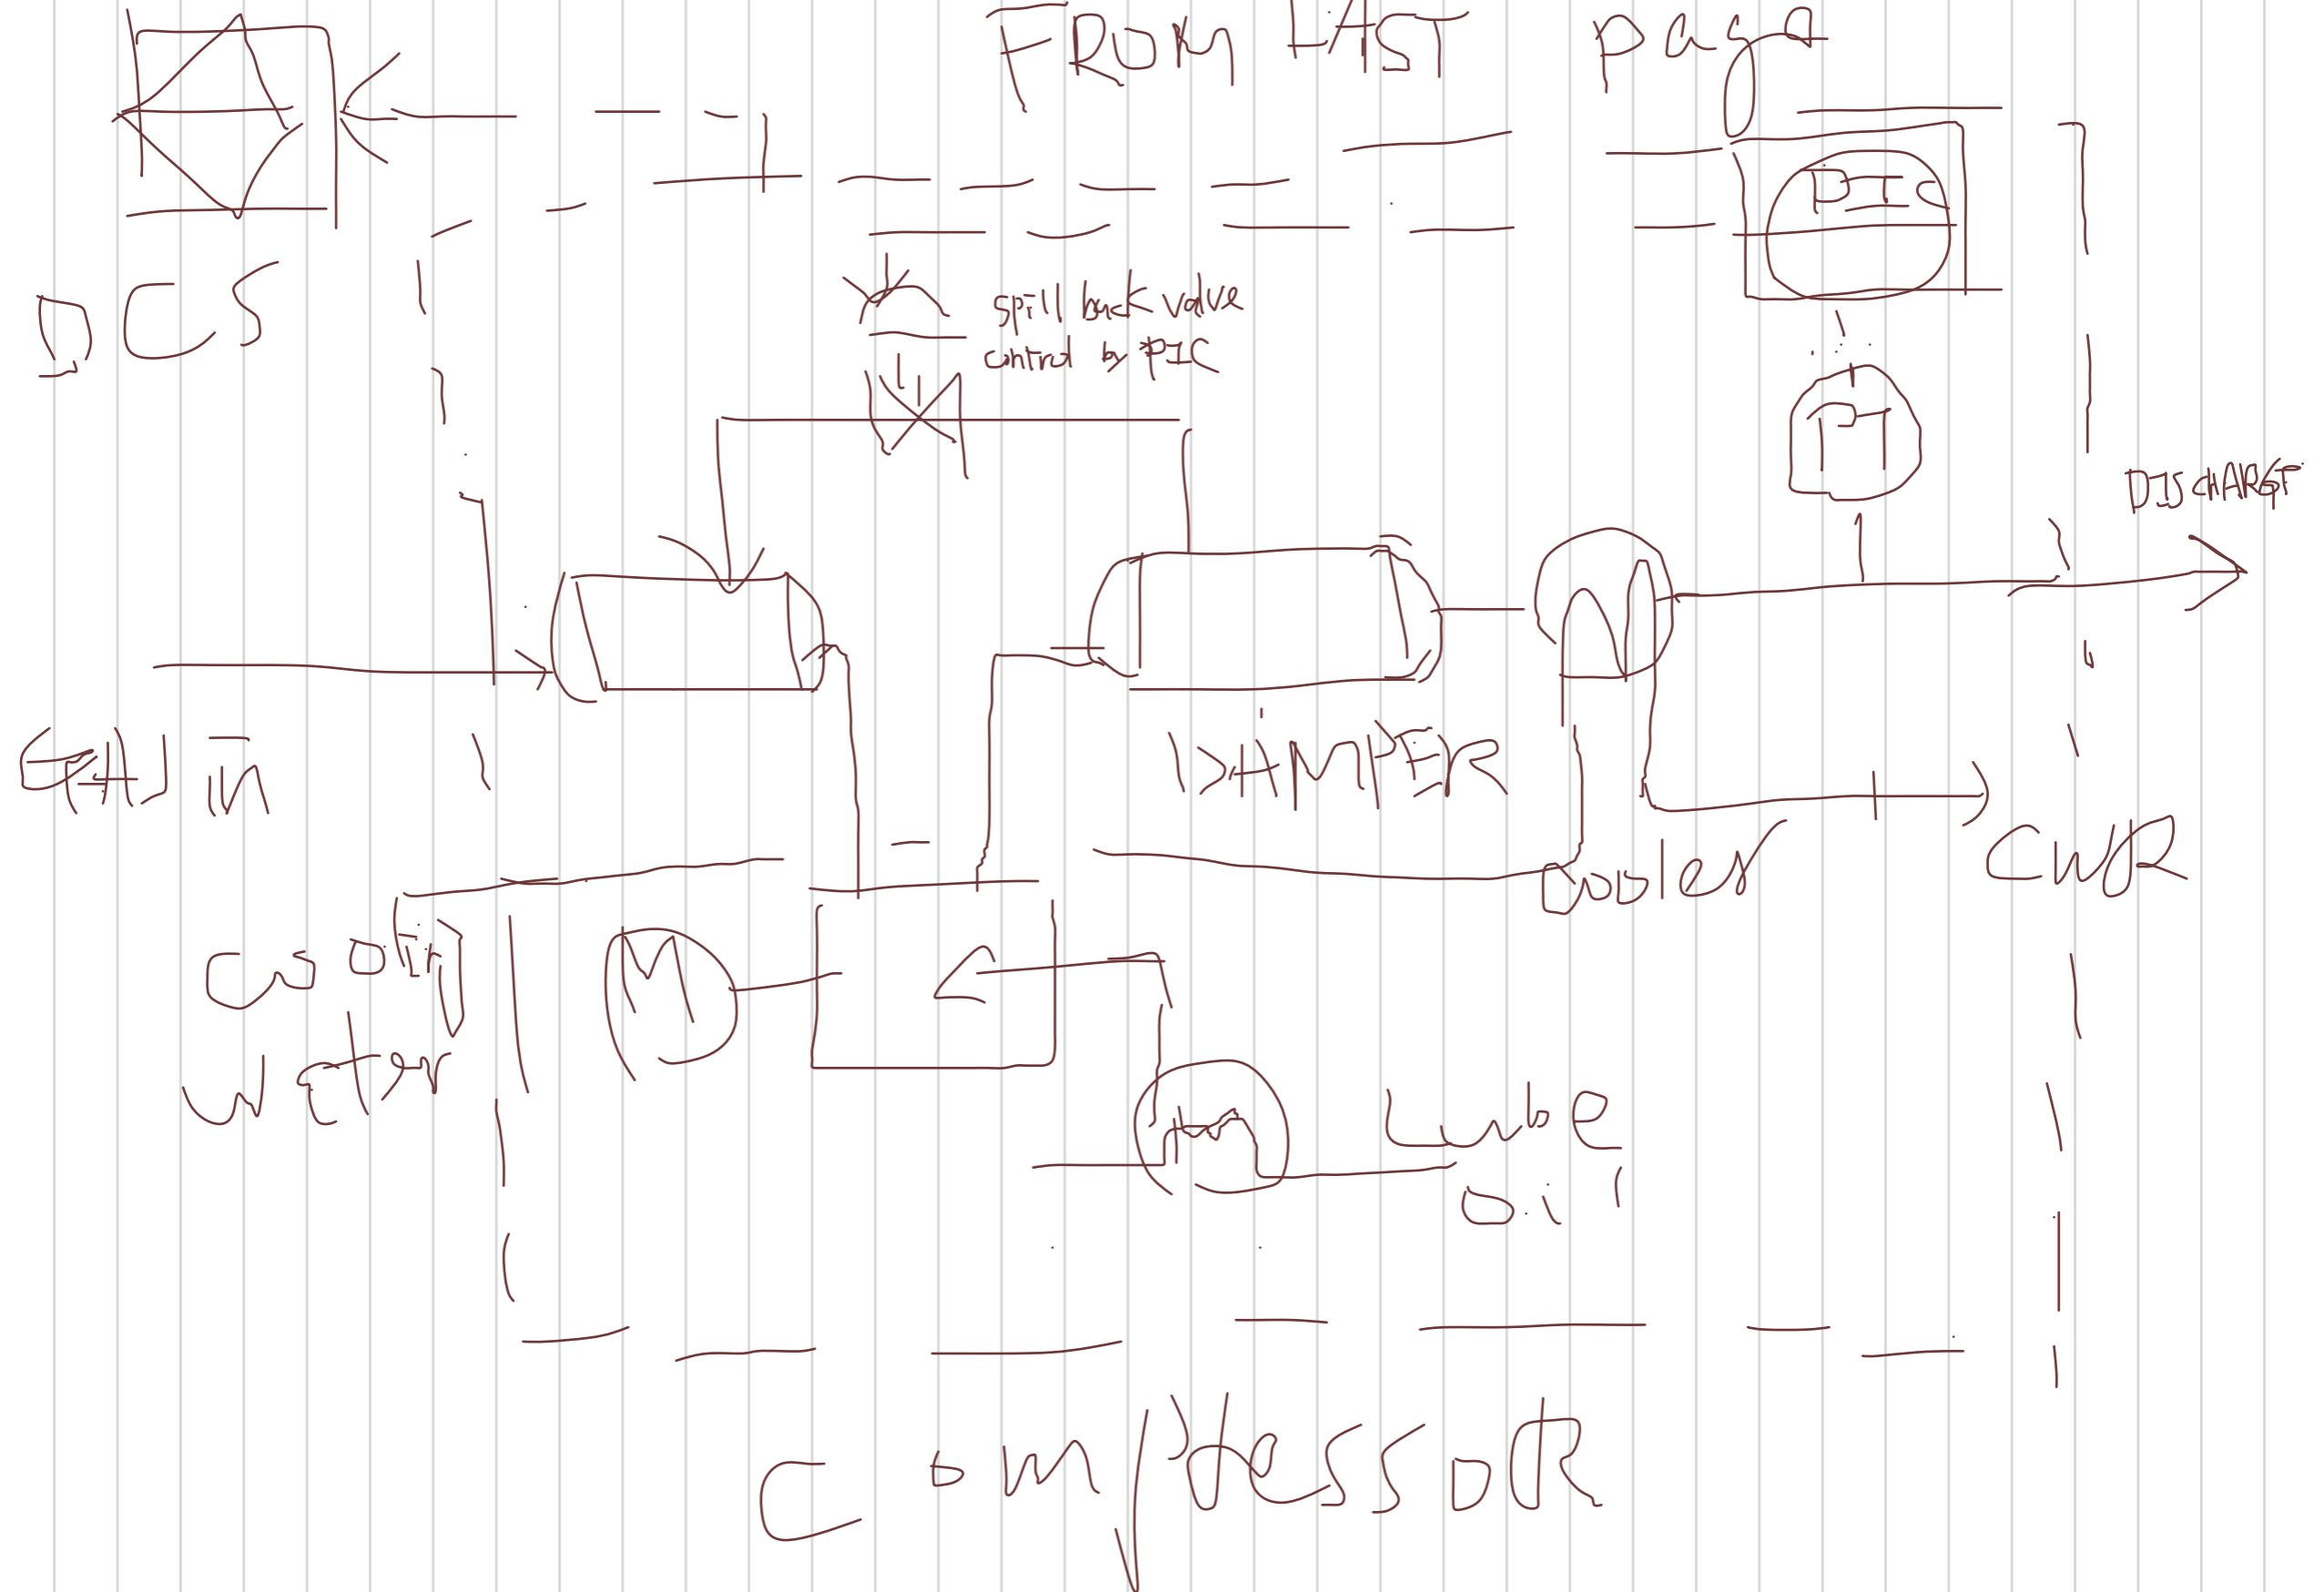 FROM LAST page
PIC
DCS
spill back valve
control by PIC
PT
DISCHARGE
in
DAMPER
Cooler
CWR
Cooling
Water
M
Lube
oil
CompressOR